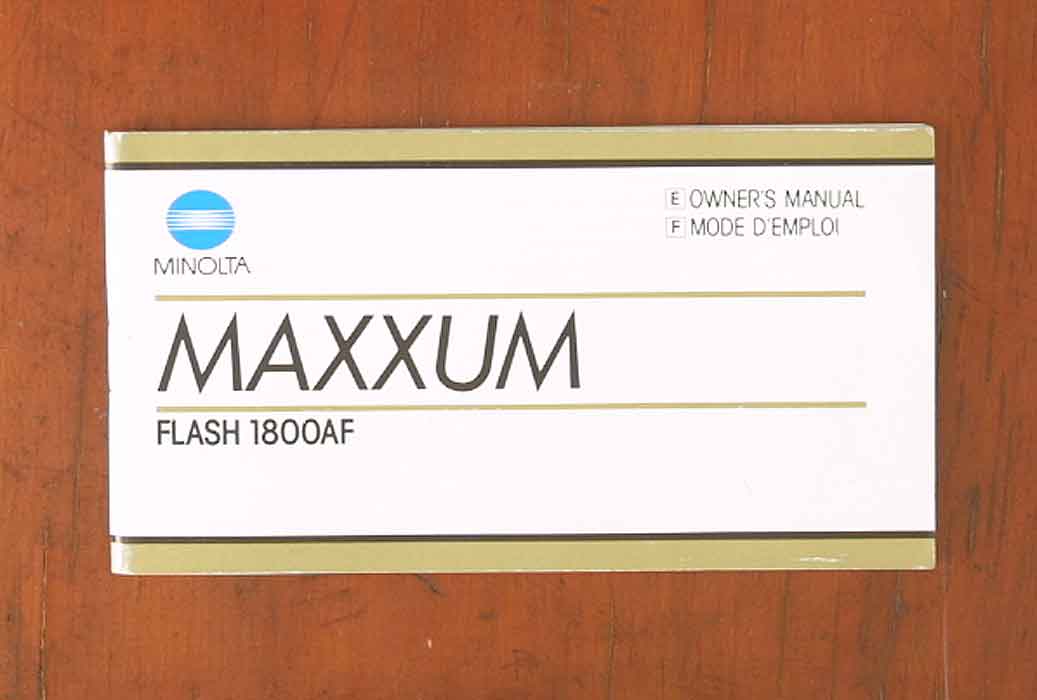 MINOLTA
E OWNER'S MANUAL
F MODE D'EMPLOI
MAXXUM
FLASH 1800AF